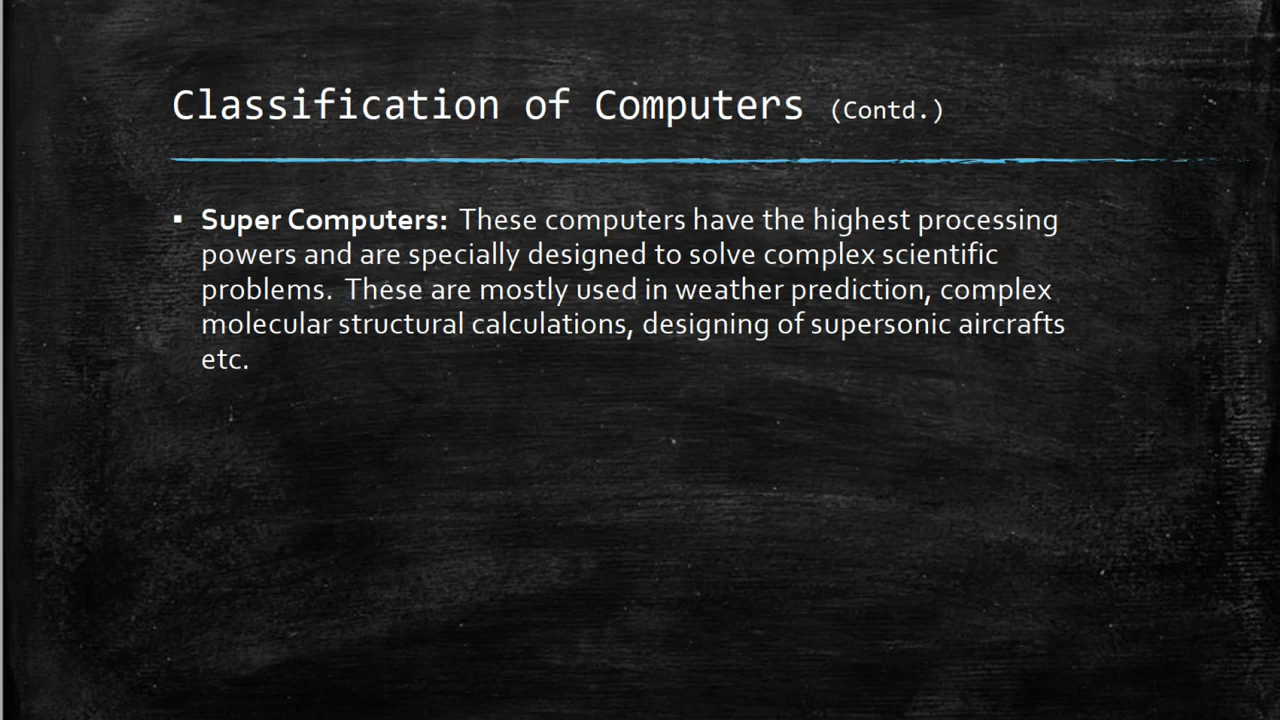 Classification of Computers (Contd.)
▪ Super Computers: These computers have the highest processing
powers and are specially designed to solve complex scientific
problems. These are mostly used in weather prediction, complex
molecular structural calculations, designing of supersonic aircrafts
etc.